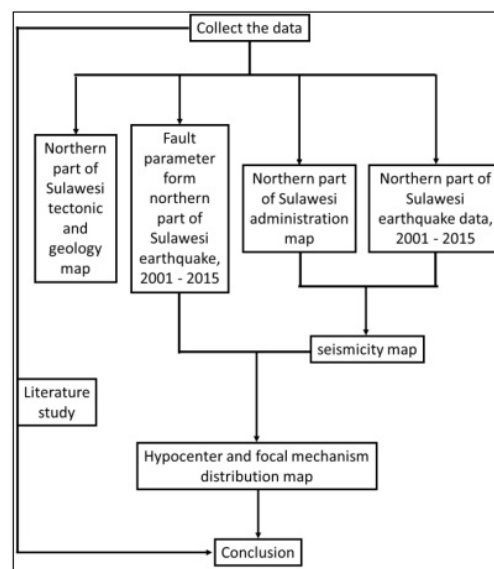 Collect the data
Northern
part of
Sulawesi
tectonic
and
geology
map
Fault
parameter
form
northern
part of
Sulawesi
earthquake,
2001 - 2015
Northern part
of Sulawesi
administration
map
Northern part of
Sulawesi
earthquake data,
2001 - 2015
seismicity map
Literature
study
Hypocenter and focal mechanism
distribution map
Conclusion